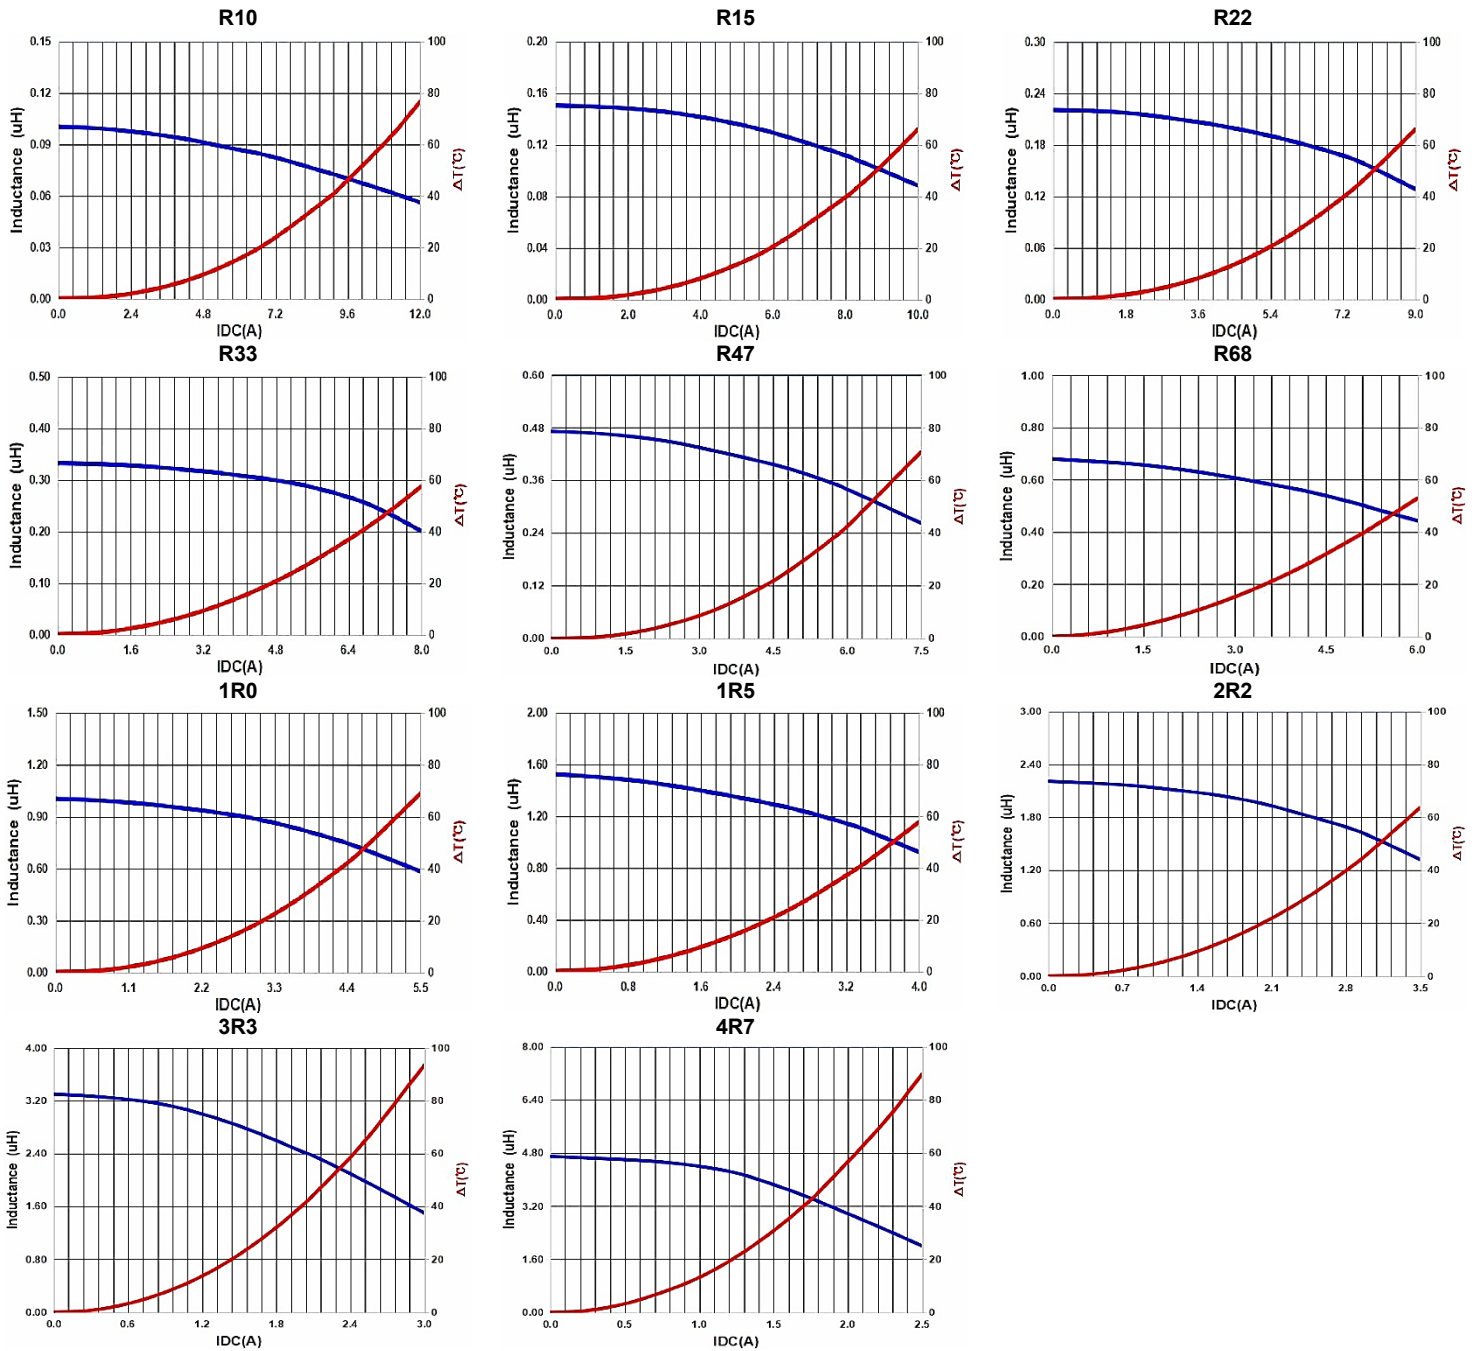 R10
0.15
0.12
0.09
0.06
0.03
0.00
Inductance (uH)
100
80
60
40
20
0
ΔT(℃)
0.0 2.4 4.8 7.2 9.6 12.0
IDC(A)
R15
0.20
0.16
0.12
0.08
0.04
0.00
Inductance (uH)
100
80
60
40
20
0
ΔT(℃)
0.0 2.0 4.0 6.0 8.0 10.0
IDC(A)
R22
0.30
0.24
0.18
0.12
0.06
0.00
Inductance (uH)
100
80
60
40
20
0
ΔT(℃)
0.0 1.8 3.6 5.4 7.2 9.0
IDC(A)
R33
0.50
0.40
0.30
0.20
0.10
0.00
Inductance (uH)
100
80
60
40
20
0
ΔT(℃)
0.0 1.6 3.2 4.8 6.4 8.0
IDC(A)
R47
0.60
0.48
0.36
0.24
0.12
0.00
Inductance (uH)
100
80
60
40
20
0
ΔT(℃)
0.0 1.5 3.0 4.5 6.0 7.5
IDC(A)
R68
1.00
0.80
0.60
0.40
0.20
0.00
Inductance (uH)
100
80
60
40
20
0
ΔT(℃)
0.0 1.5 3.0 4.5 6.0
IDC(A)
1R0
1.50
1.20
0.90
0.60
0.30
0.00
Inductance (uH)
100
80
60
40
20
0
ΔT(℃)
0.0 1.1 2.2 3.3 4.4 5.5
IDC(A)
1R5
2.00
1.60
1.20
0.80
0.40
0.00
Inductance (uH)
100
80
60
40
20
0
ΔT(℃)
0.0 0.8 1.6 2.4 3.2 4.0
IDC(A)
2R2
3.00
2.40
1.80
1.20
0.60
0.00
Inductance (uH)
100
80
60
40
20
0
ΔT(℃)
0.0 0.7 1.4 2.1 2.8 3.5
IDC(A)
3R3
4.00
3.20
2.40
1.60
0.80
0.00
Inductance (uH)
100
80
60
40
20
0
ΔT(℃)
0.0 0.6 1.2 1.8 2.4 3.0
IDC(A)
4R7
8.00
6.40
4.80
3.20
1.60
0.00
Inductance (uH)
100
80
60
40
20
0
ΔT(℃)
0.0 0.5 1.0 1.5 2.0 2.5
IDC(A)